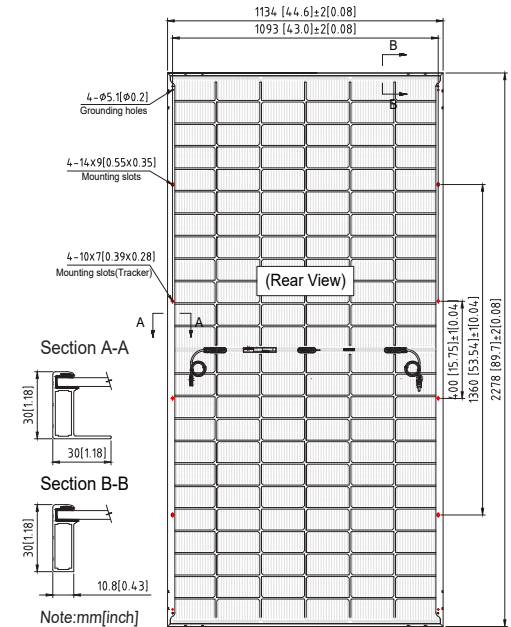 1134 [44.6]±2[0.08]
1093 [43.0]±2[0.08]
B
B
4-Φ5.1[Φ0.2]
Grounding holes
4-14x9[0.55x0.35]
Mounting slots
4-10x7[0.39x0.28]
Mounting slots(Tracker)
(Rear View)
A
A
400 [15.75]±1[0.04]
1360 [53.54]±1[0.04]
2278 [89.7]±2[0.08]
Section A-A
30[1.18]
30[1.18]
Section B-B
30[1.18]
10.8[0.43]
Note:mm[inch]